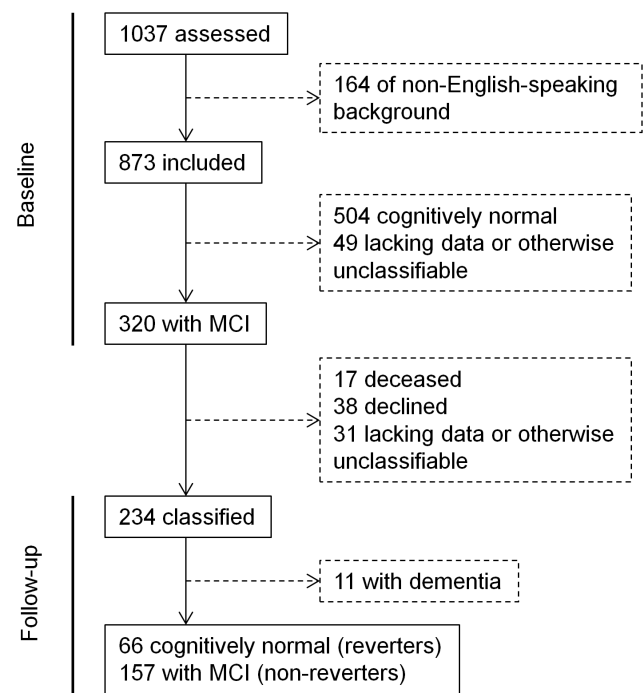 1037 assessed
164 of non-English-speaking
background
873 included
504 cognitively normal
49 lacking data or otherwise
unclassifiable
320 with MCI
Baseline
17 deceased
38 declined
31 lacking data or otherwise
unclassifiable
234 classified
11 with dementia
66 cognitively normal (reverters)
157 with MCI (non-reverters)
Follow-up